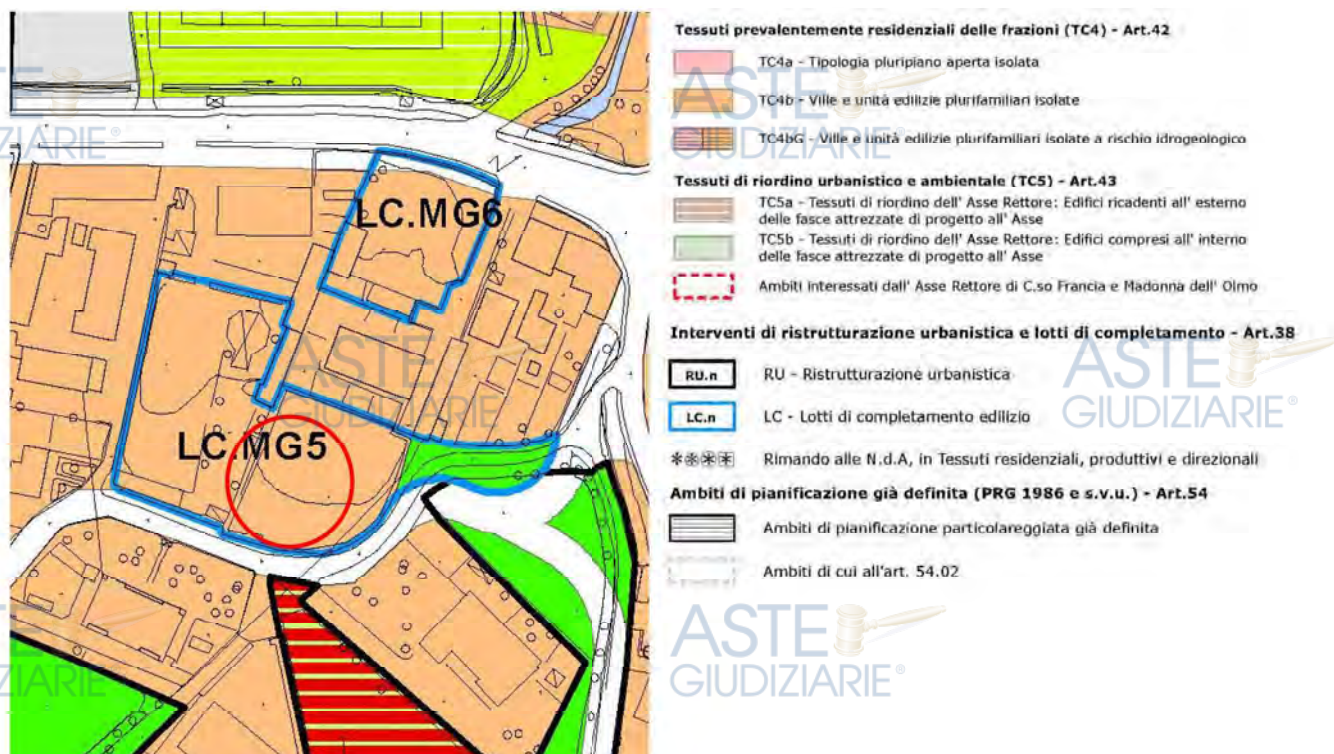 LC.MG6
LC.MG5
Tessuti prevalentemente residenziali delle frazioni (TC4) - Art.42
TC4a - Tipologia pluripiano aperta isolata
TC4b - Ville e unità edilizie plurifamiliari isolate
TC4bG - Ville e unità edilizie plurifamiliari isolate a rischio idrogeologico
Tessuti di riordino urbanistico e ambientale (TC5) - Art.43
TC5a - Tessuti di riordino dell' Asse Rettore: Edifici ricadenti all' esterno
delle fasce attrezzate di progetto all' Asse
TC5b - Tessuti di riordino dell' Asse Rettore: Edifici compresi all' interno
delle fasce attrezzate di progetto all' Asse
Ambiti interessati dall' Asse Rettore di C.so Francia e Madonna dell' Olmo
Interventi di ristrutturazione urbanistica e lotti di completamento - Art.38
RU.n RU - Ristrutturazione urbanistica
LC.n LC - Lotti di completamento edilizio
Rimando alle N.d.A, in Tessuti residenziali, produttivi e direzionali
Ambiti di pianificazione già definita (PRG 1986 e s.v.u.) - Art.54
Ambiti di pianificazione particolareggiata già definita
Ambiti di cui all'art. 54.02
ASTE
GIUDIZIARIE®
ASTE
GIUDIZIARIE®
ASTE
GIUDIZIARIE®
ASTE
GIUDIZIARIE